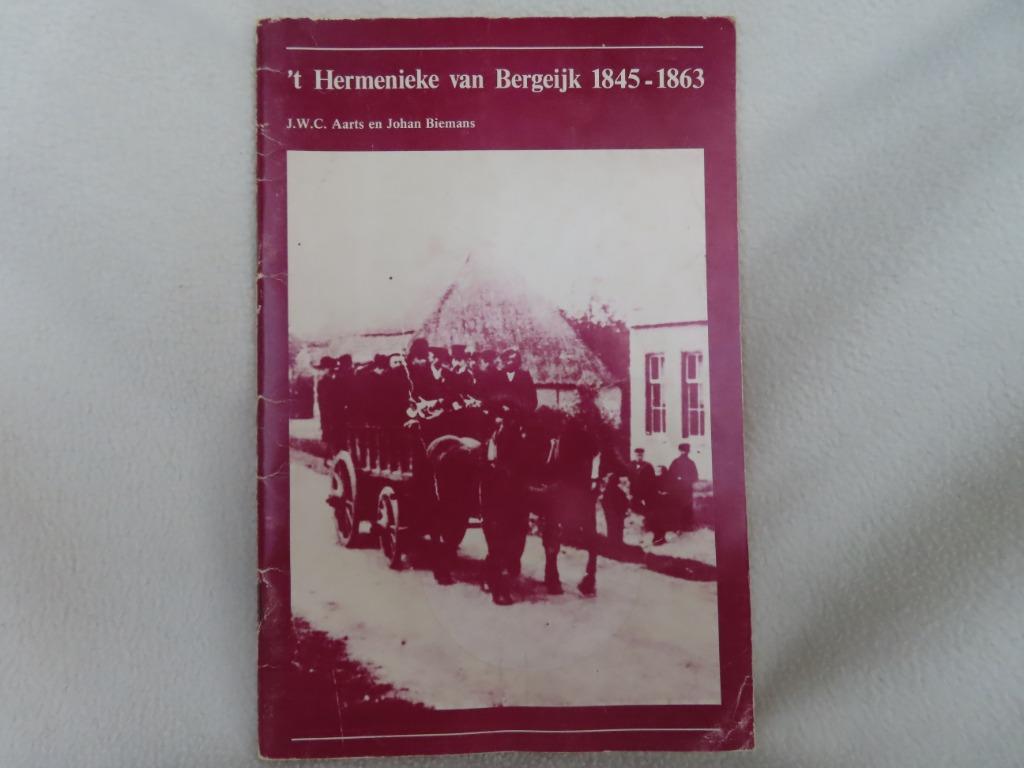 't Hermenieke van Bergeijk 1845-1863
J.W.C. Aarts en Johan Biemans